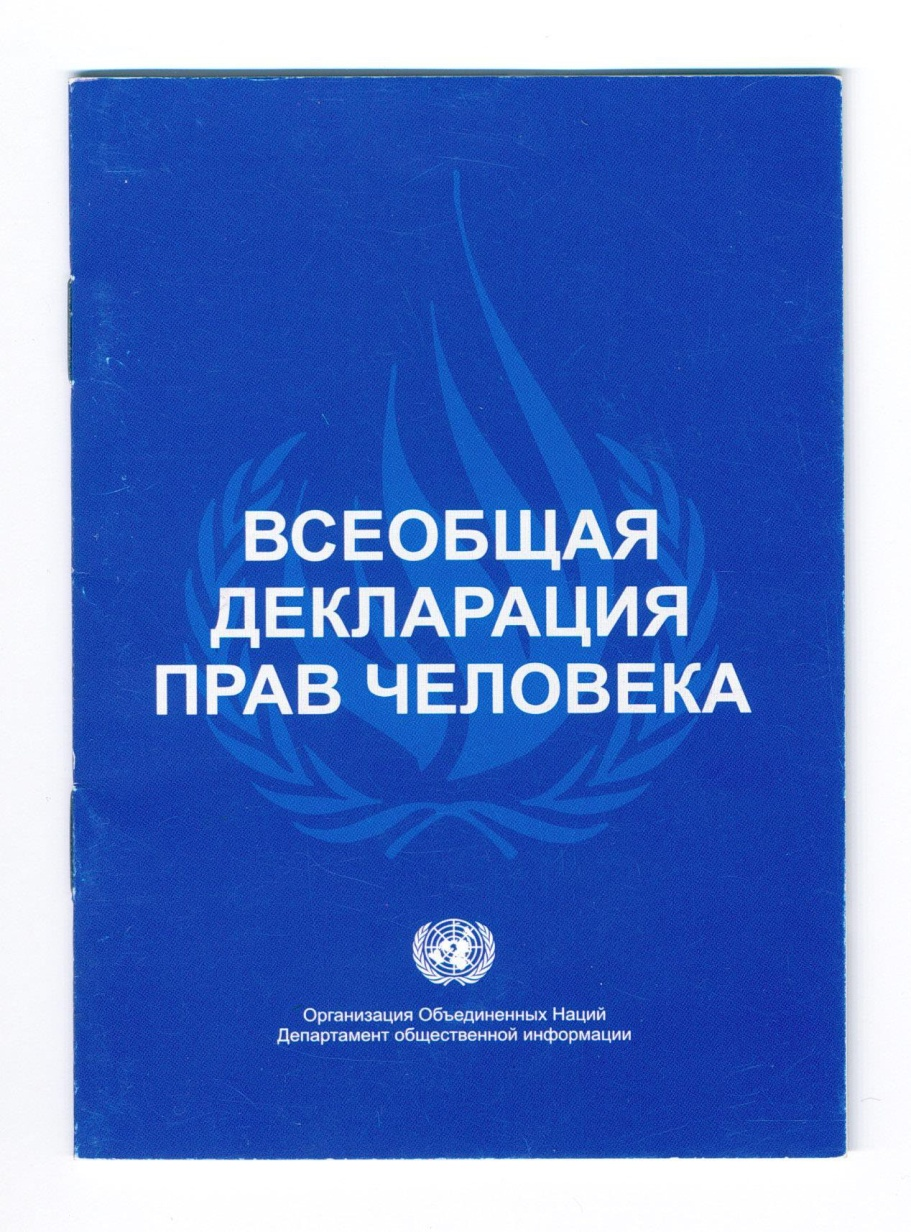 ВСЕОБЩАЯ
ДЕКЛАРАЦИЯ
ПРАВ ЧЕЛОВЕКА
Организация Объединенных Наций
Департамент общественной информации